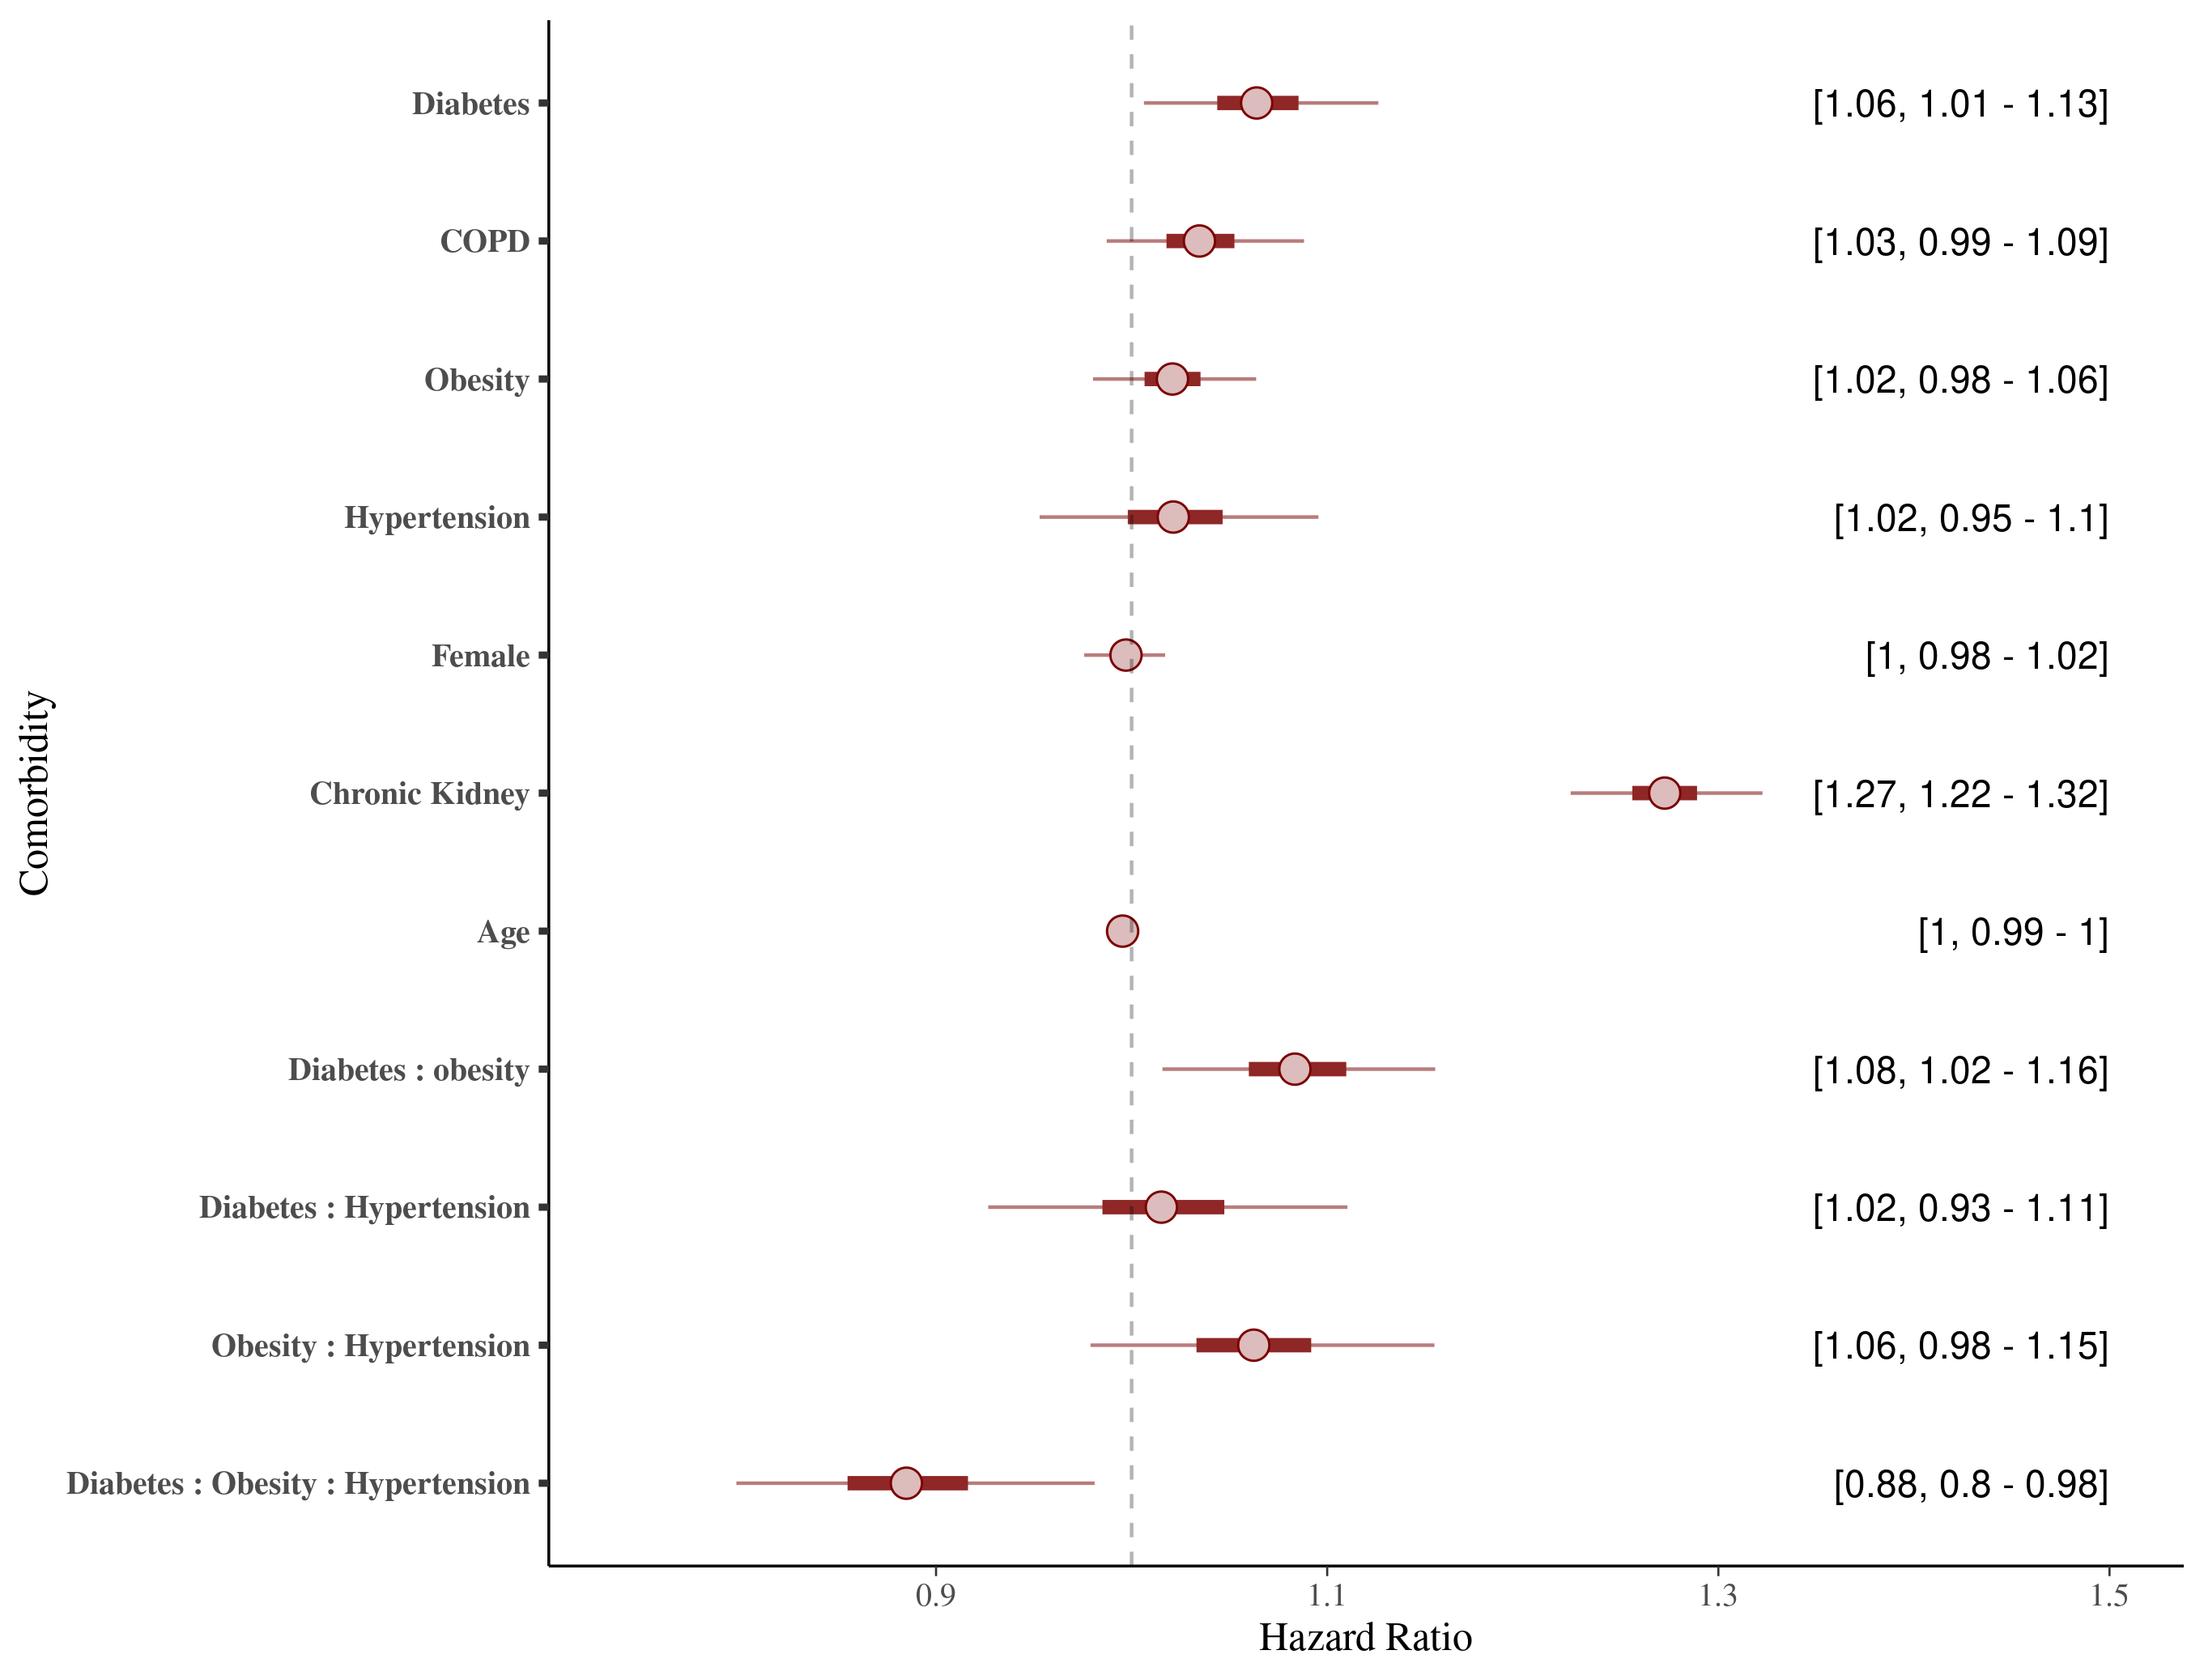 Diabetes [1.06, 1.01 - 1.13]
COPD [1.03, 0.99 - 1.09]
Obesity [1.02, 0.98 - 1.06]
Hypertension [1.02, 0.95 - 1.1]
Female [1, 0.98 - 1.02]
Chronic Kidney [1.27, 1.22 - 1.32]
Age [1, 0.99 - 1]
Diabetes : obesity [1.08, 1.02 - 1.16]
Diabetes : Hypertension [1.02, 0.93 - 1.11]
Obesity : Hypertension [1.06, 0.98 - 1.15]
Diabetes : Obesity : Hypertension [0.88, 0.8 - 0.98]
Comorbidity
0.9 1.1 1.3 1.5
Hazard Ratio